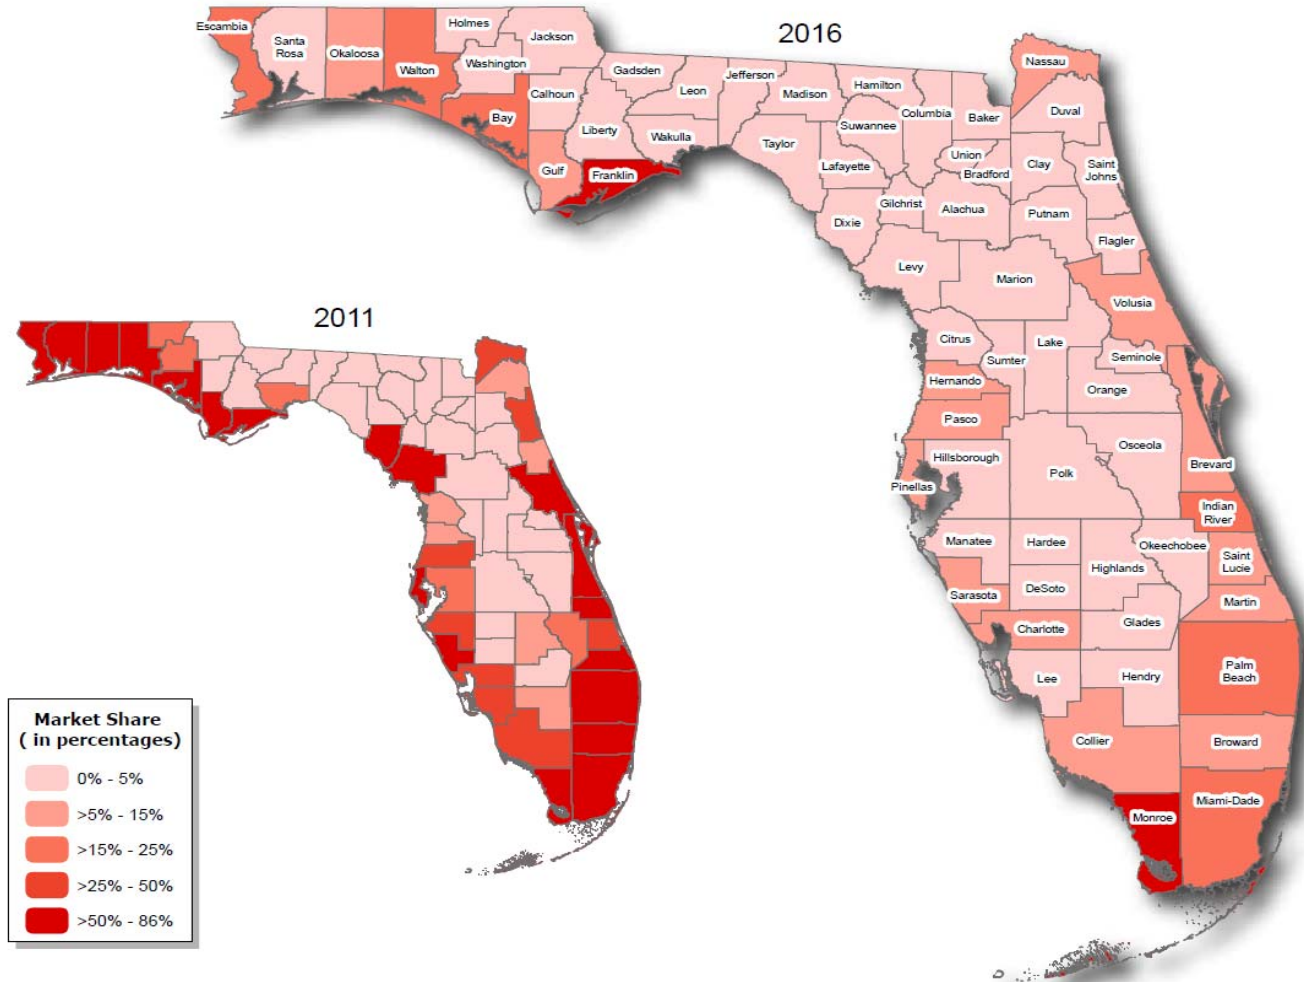 2016
Escambia
Santa
Rosa
Okaloosa
Walton
Holmes
Washington
Jackson
Bay
Calhoun
Gulf
Liberty
Gadsden
Franklin
Leon
Wakulla
Jefferson
Madison
Taylor
Hamilton
Suwannee
Lafayette
Columbia
Baker
Nassau
Duval
Union
Bradford
Clay
Saint
Johns
Dixie
Gilchrist
Alachua
Putnam
Flagler
Levy
Marion
Volusia
Citrus
Sumter
Lake
Seminole
Hernando
Orange
Pasco
Osceola
Hillsborough
Polk
Brevard
Pinellas
Indian
River
Manatee
Hardee
Okeechobee
Highlands
Saint
Lucie
Sarasota
DeSoto
Martin
Charlotte
Glades
Lee
Hendry
Palm
Beach
Collier
Broward
Monroe
Miami-Dade
2011
Market Share
( in percentages)
0% - 5%
>5% - 15%
>15% - 25%
>25% - 50%
>50% - 86%